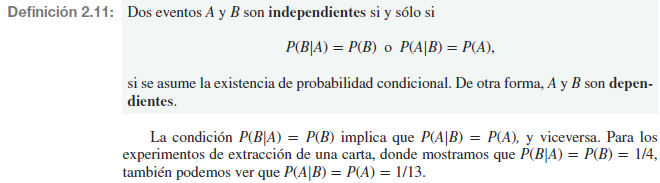 Definición 2.11: Dos eventos A y B son independientes si y sólo si
P(B|A) = P(B) o P(A|B) = P(A),
si se asume la existencia de probabilidad condicional. De otra forma, A y B son depen-
dientes.
La condición P(B|A) = P(B) implica que P(A|B) = P(A), y viceversa. Para los
experimentos de extracción de una carta, donde mostramos que P(B|A) = P(B) = 1/4,
también podemos ver que P(A|B) = P(A) = 1/13.